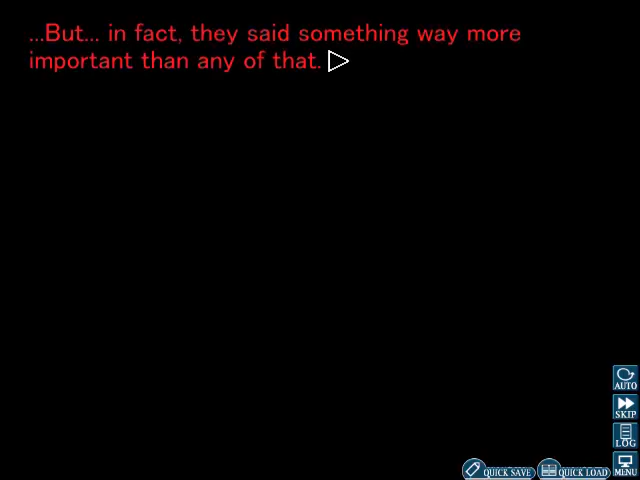 ...But... in fact, they said something way more
important than any of that.
AUTO
SKIP
LOG
QUICK SAVE
QUICK LOAD
MENU